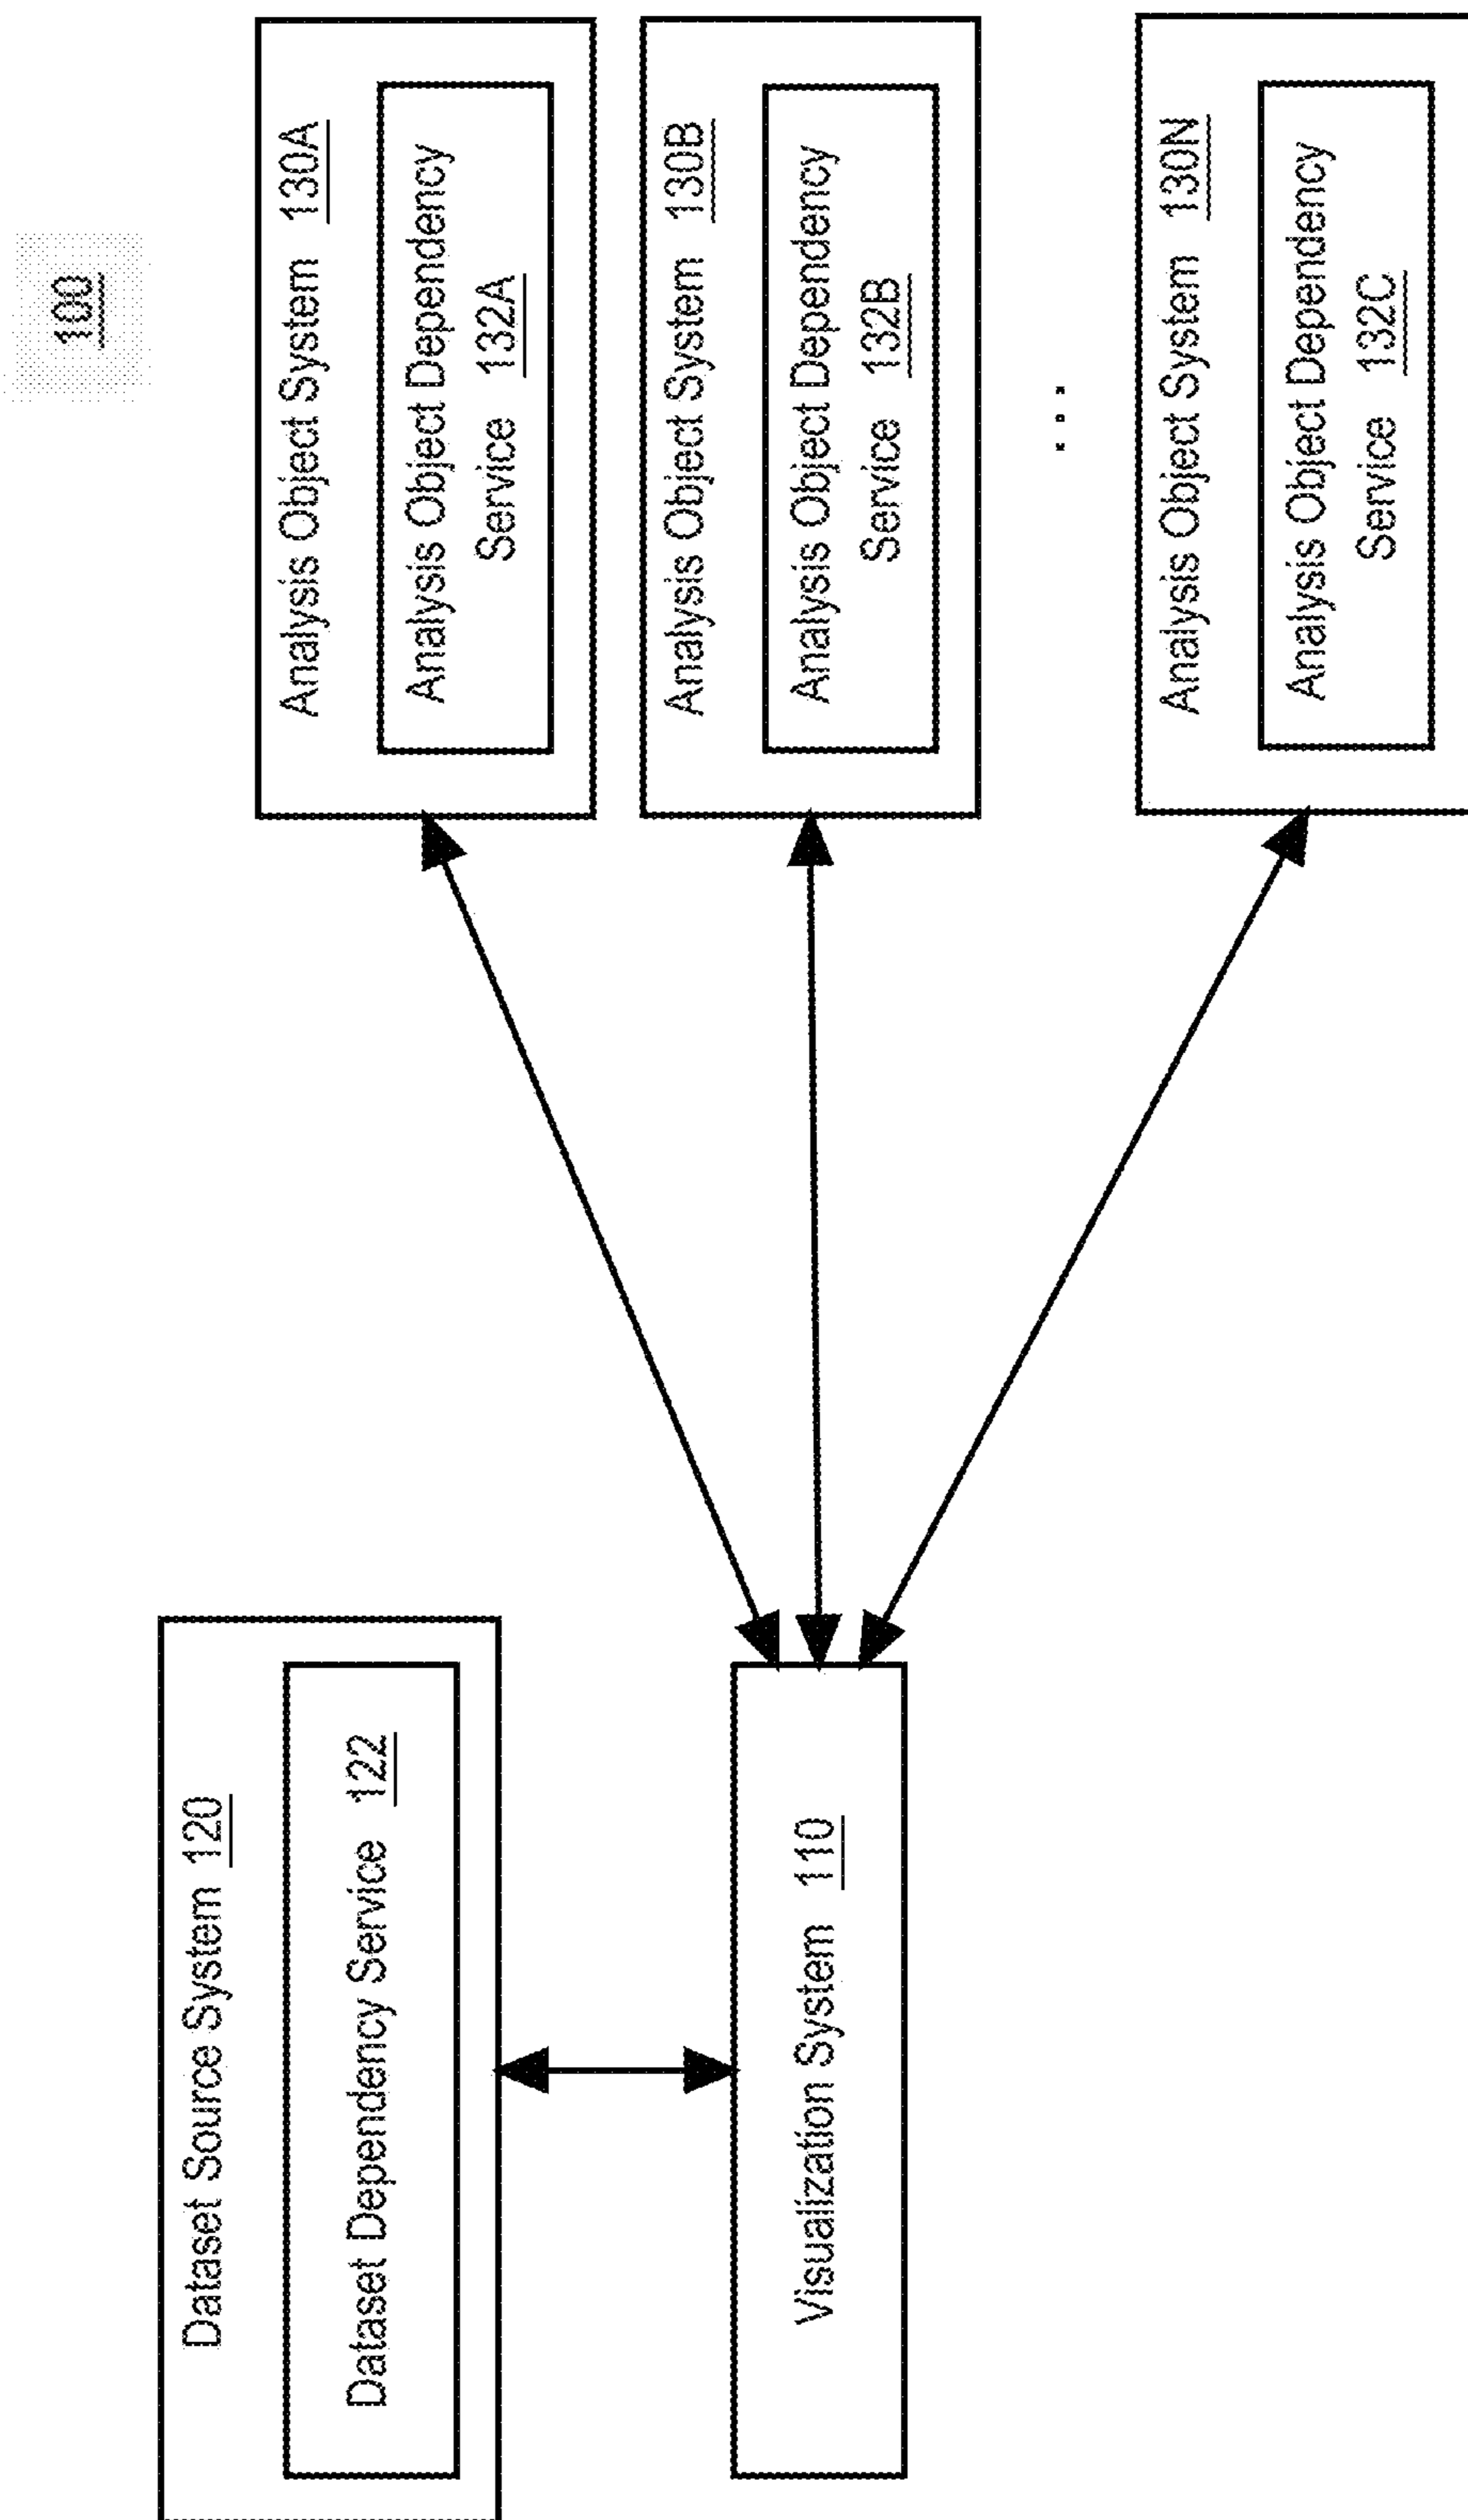 100
Dataset Source System 120
Dataset Dependency Service 122
Visualization System 110
Analysis Object System 130A
Analysis Object Dependency
Service 132A
Analysis Object System 130B
Analysis Object Dependency
Service 132B
...
Analysis Object System 130N
Analysis Object Dependency
Service 132C